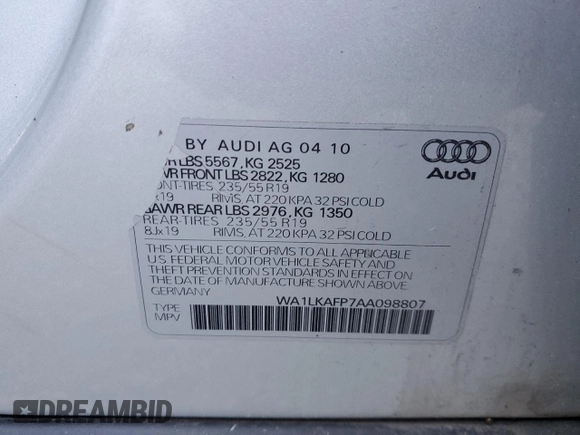 BY AUDI AG 04 10
LBS 5567, KG 2525
FRONT LBS 2822, KG 1280
TIRES 235/55 R19
x19 RIMS, AT 220 KPA 32 PSI COLD
GAWR REAR LBS 2976, KG 1350
REAR-TIRES 235/55 R19
8Jx19 RIMS, AT 220 KPA 32 PSI COLD
THIS VEHICLE CONFORMS TO ALL APPLICABLE
U.S FEDERAL MOTOR VEHICLE SAFETY AND
THEFT PREVENTION STANDARDS IN EFFECT ON
THE DATE OF MANUFACTURE SHOWN ABOVE.
GERMANY
WA1LKAFP7AA098807
TYPE
MPV
Audi
DREAMBID